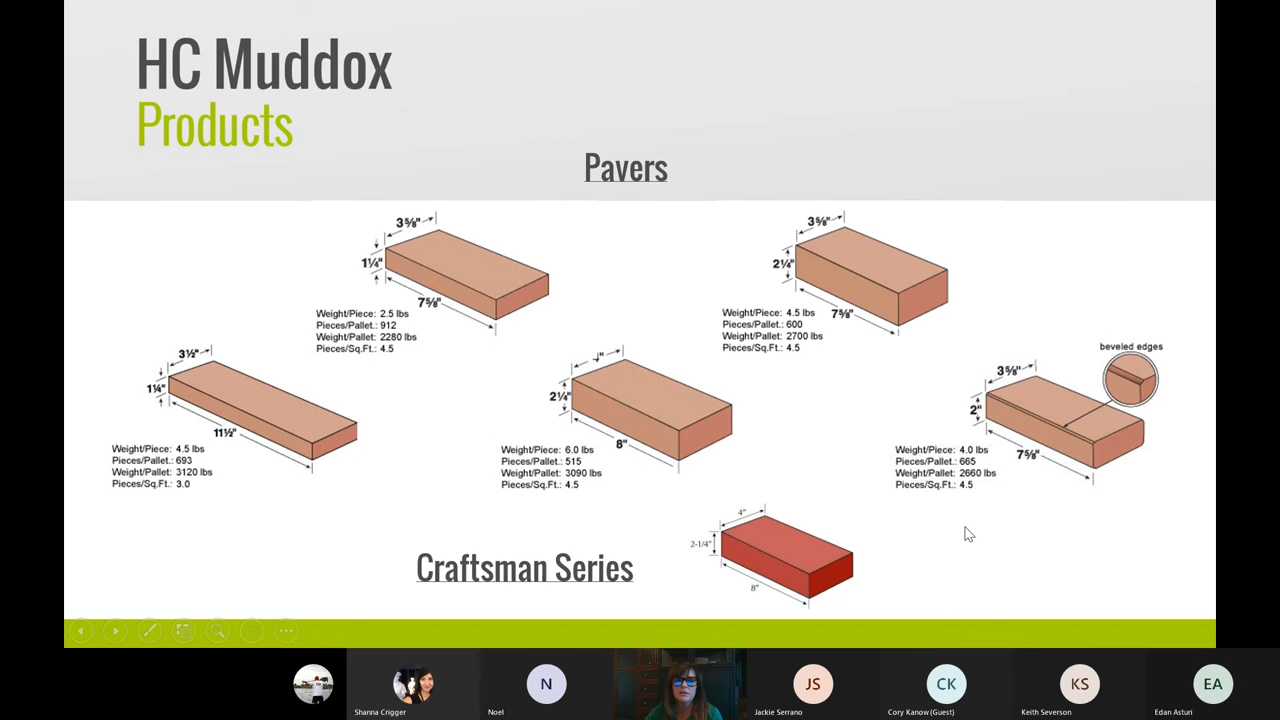 HC Muddox
Products
Pavers
3⅝"
1¼"
7⅝"
Weight/Piece: 2.5 lbs
Pieces/Pallet.: 912
Weight/Pallet: 2280 lbs
Pieces/Sq.Ft.: 4.5
3⅝"
2¼"
7⅝"
Weight/Piece: 4.5 lbs
Pieces/Pallet.: 600
Weight/Pallet: 2700 lbs
Pieces/Sq.Ft.: 4.5
3½"
1¼"
11½"
Weight/Piece: 4.5 lbs
Pieces/Pallet.: 693
Weight/Pallet: 3120 lbs
Pieces/Sq.Ft.: 3.0
2¼"
8"
Weight/Piece: 6.0 lbs
Pieces/Pallet.: 515
Weight/Pallet: 3090 lbs
Pieces/Sq.Ft.: 4.5
beveled edges
3⅝"
2"
7⅝"
Weight/Piece: 4.0 lbs
Pieces/Pallet.: 665
Weight/Pallet: 2660 lbs
Pieces/Sq.Ft.: 4.5
Craftsman Series
4"
2-1/4"
8"
N
JS
CK
KS
EA
Shanna Crigger
Noel
Jackie Serrano
Cory Kanow (Guest)
Keith Severson
Edan Asturi